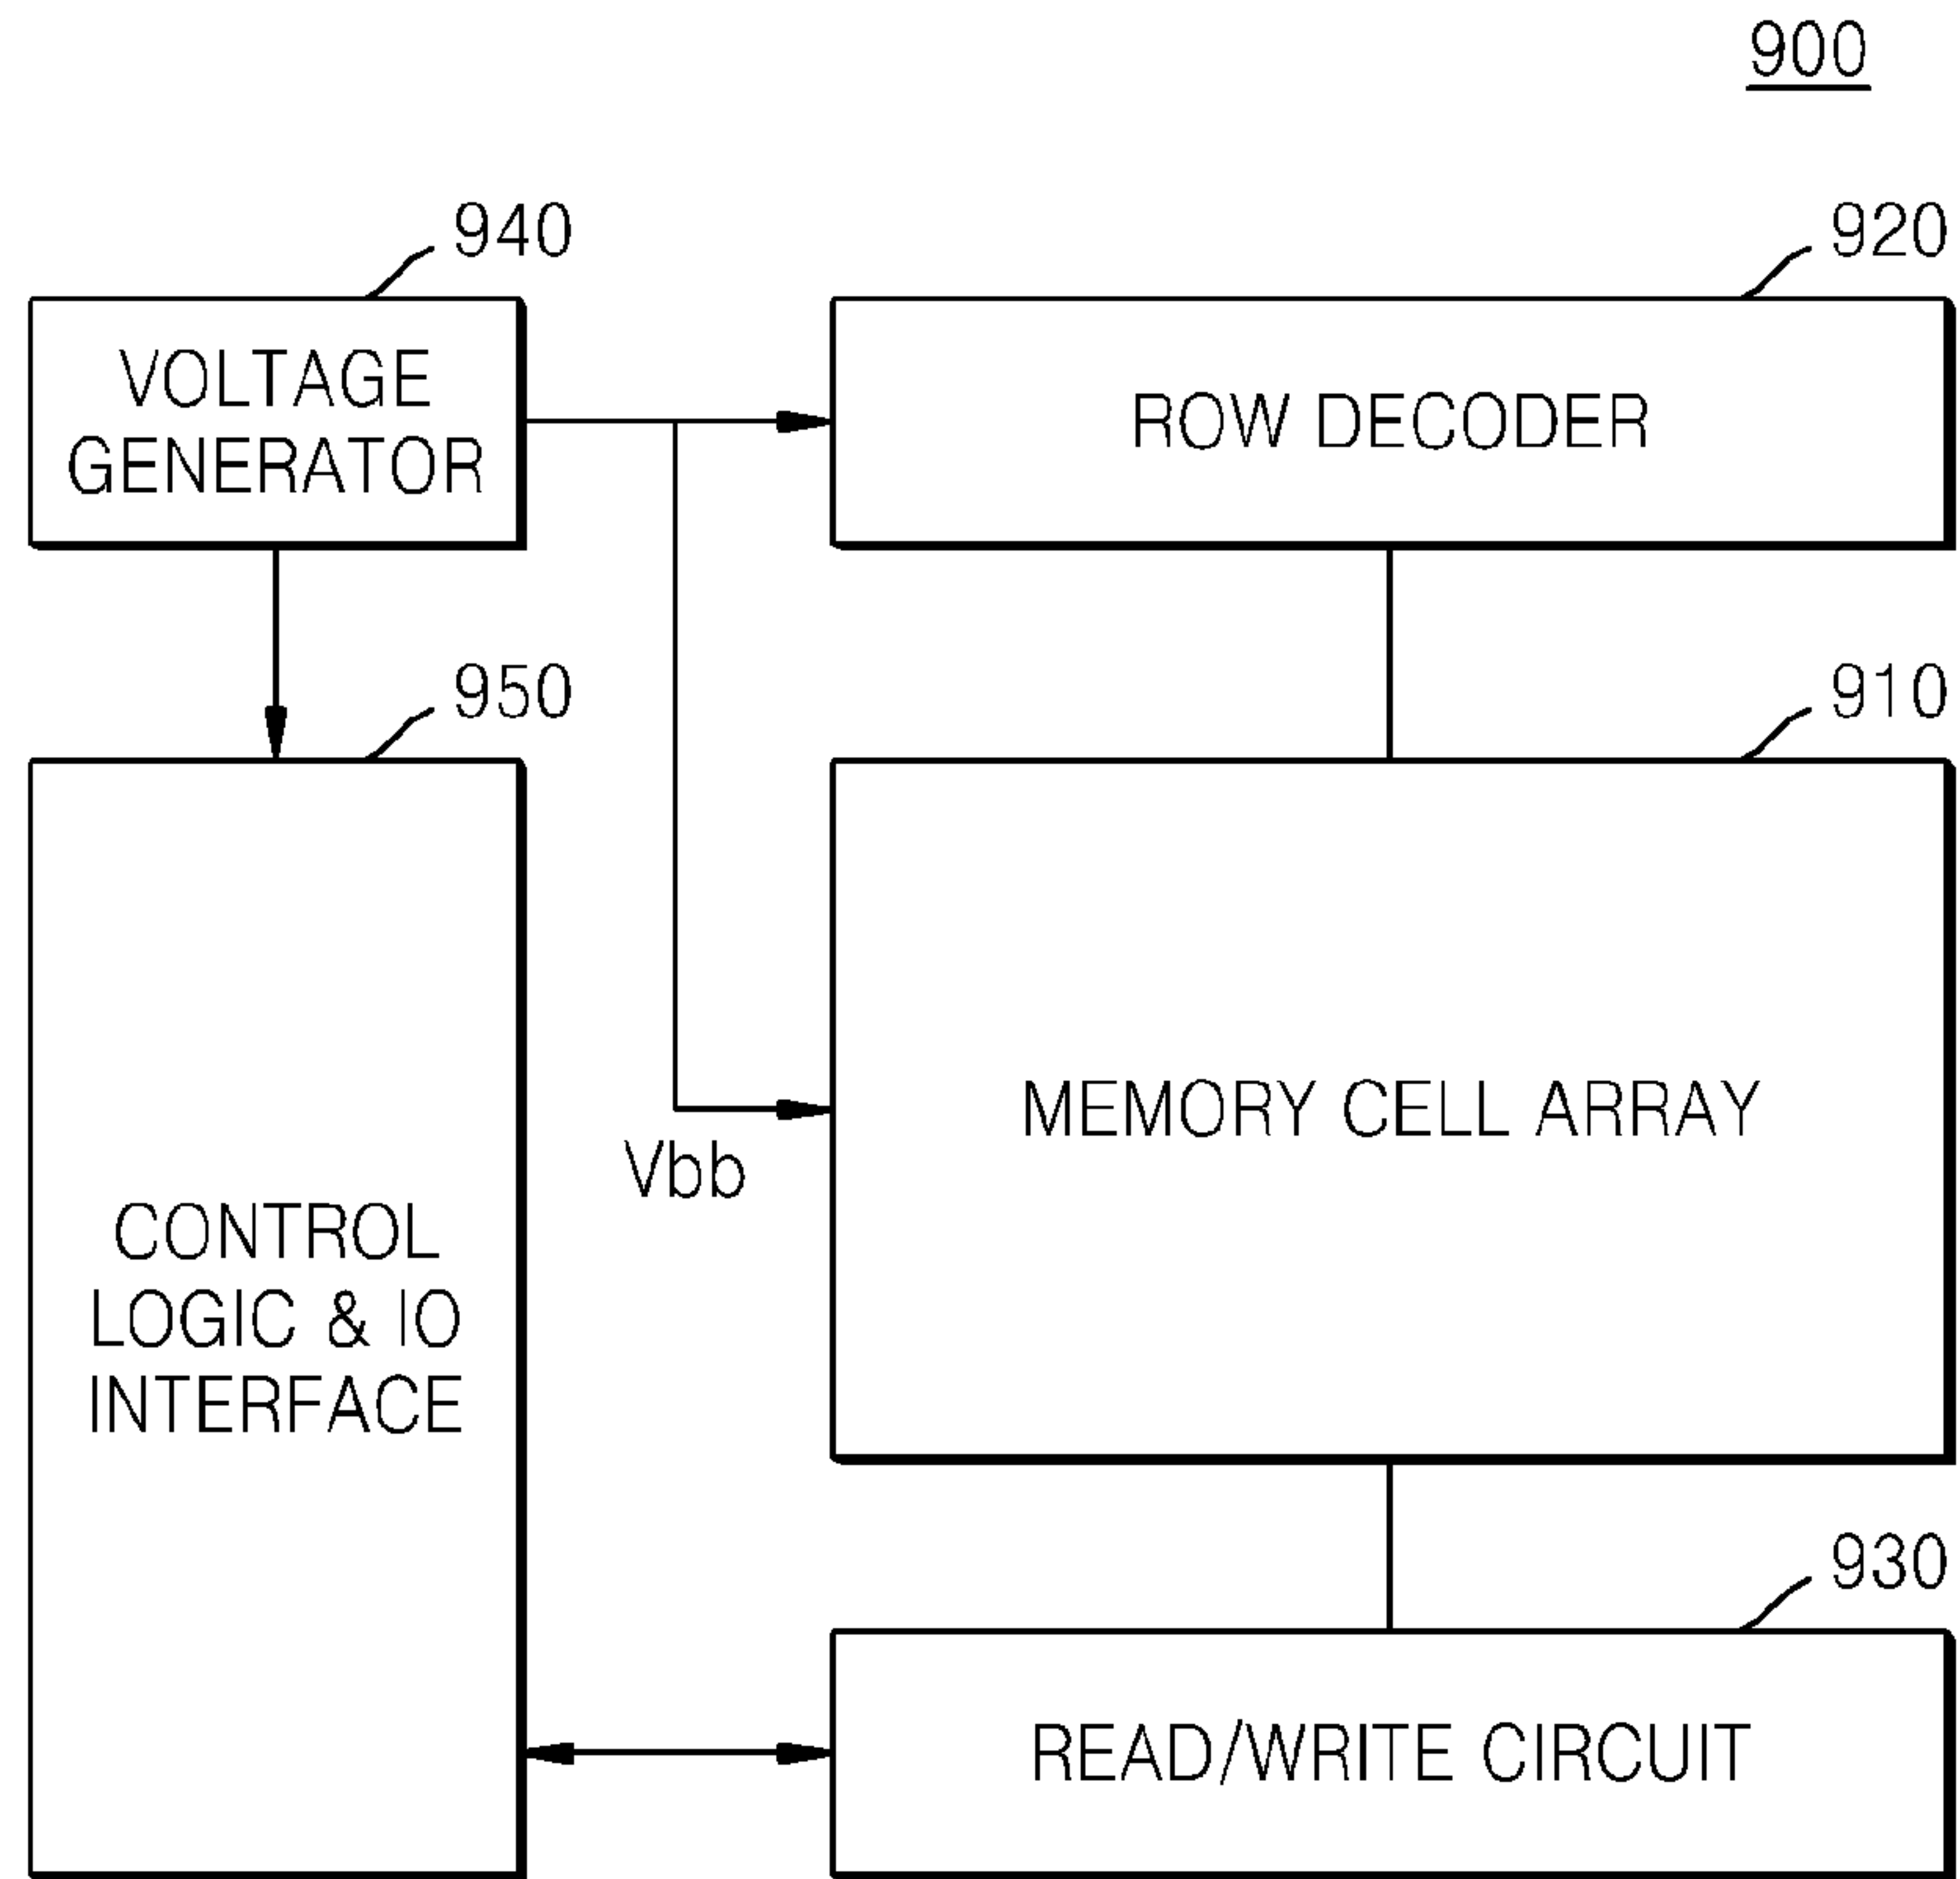 900
940
920
VOLTAGE
GENERATOR
ROW DECODER
950
910
MEMORY CELL ARRAY
Vbb
CONTROL
LOGIC & IO
INTERFACE
930
READ/WRITE CIRCUIT